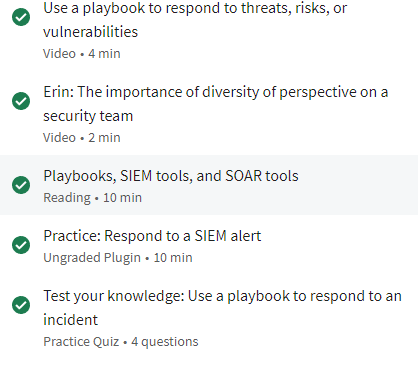 Use a playbook to respond to threats, risks, or
vulnerabilities
Video • 4 min
Erin: The importance of diversity of perspective on a
security team
Video • 2 min
Playbooks, SIEM tools, and SOAR tools
Reading • 10 min
Practice: Respond to a SIEM alert
Ungraded Plugin • 10 min
Test your knowledge: Use a playbook to respond to an
incident
Practice Quiz • 4 questions